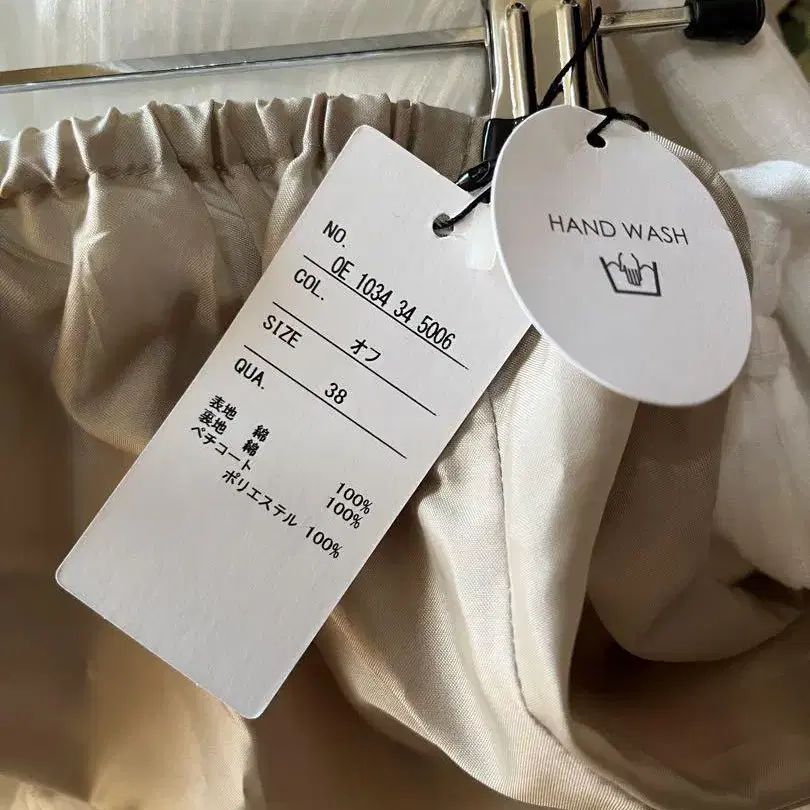 NO.
0E 1034 34 5006
COL.
オフ
SIZE
38
QUA.
表地 綿 100%
裏地 綿 100%
ペチコート
ポリエステル 100%
HAND WASH